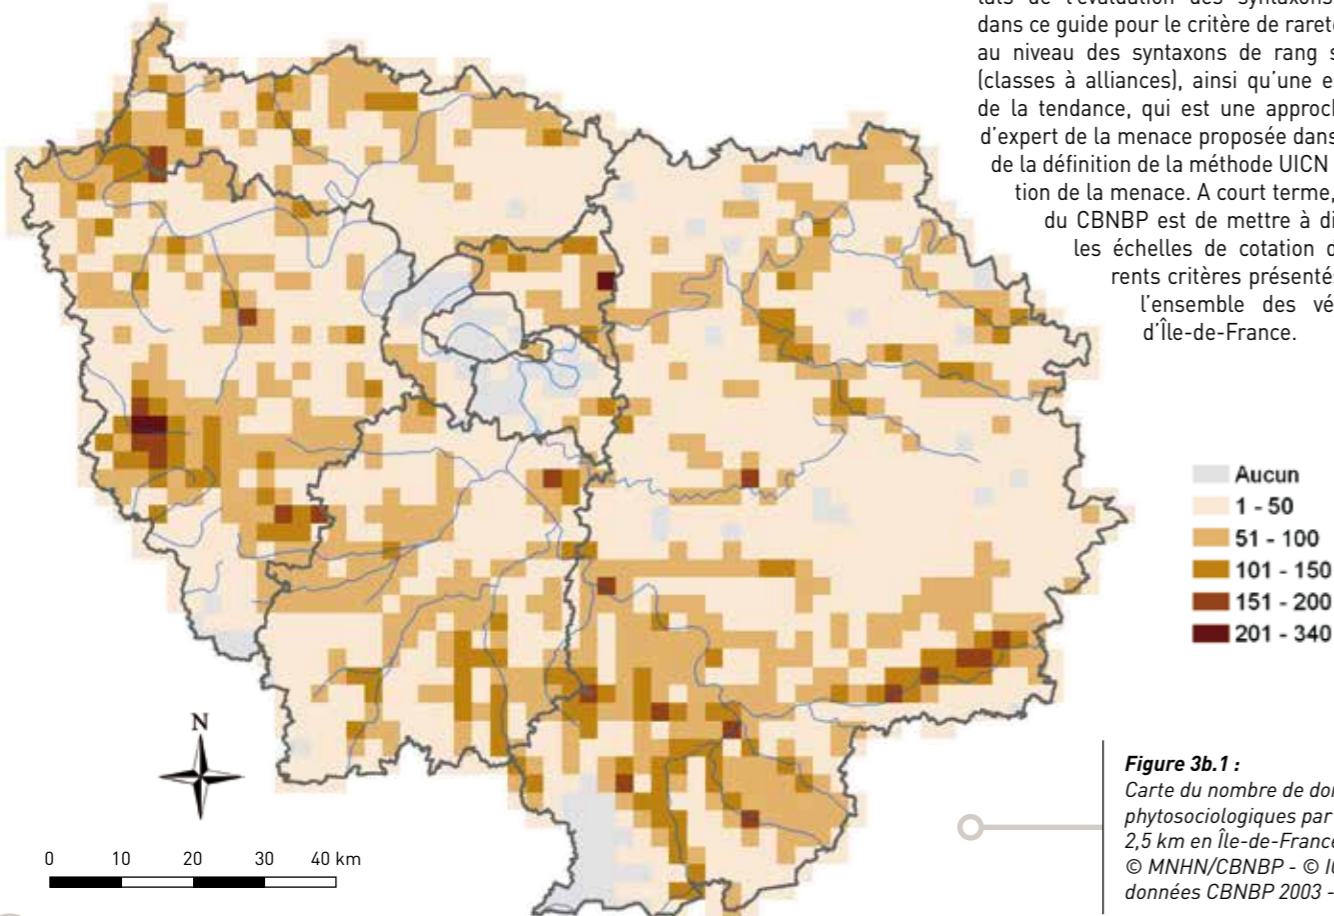 dans ce guide pour le critère de rareté
au niveau des syntaxons de rang
(classes à alliances), ainsi qu'une
de la tendance, qui est une
d'expert de la menace proposée dans
de la définition de la méthode UICN
tion de la menace. A court terme,
du CBNBP est de mettre à
les échelles de cotation
rents critères
l'ensemble des
d'Île-de-France.
Aucun
1 - 50
51 - 100
101 - 150
151 - 200
201 - 340
N
0 10 20 30 40 km
Figure 3b.1 :
Carte du nombre de
phytosociologiques par
2,5 km en Île-de-France
© MNHN/CBNBP - ©
données CBNBP 2003 -